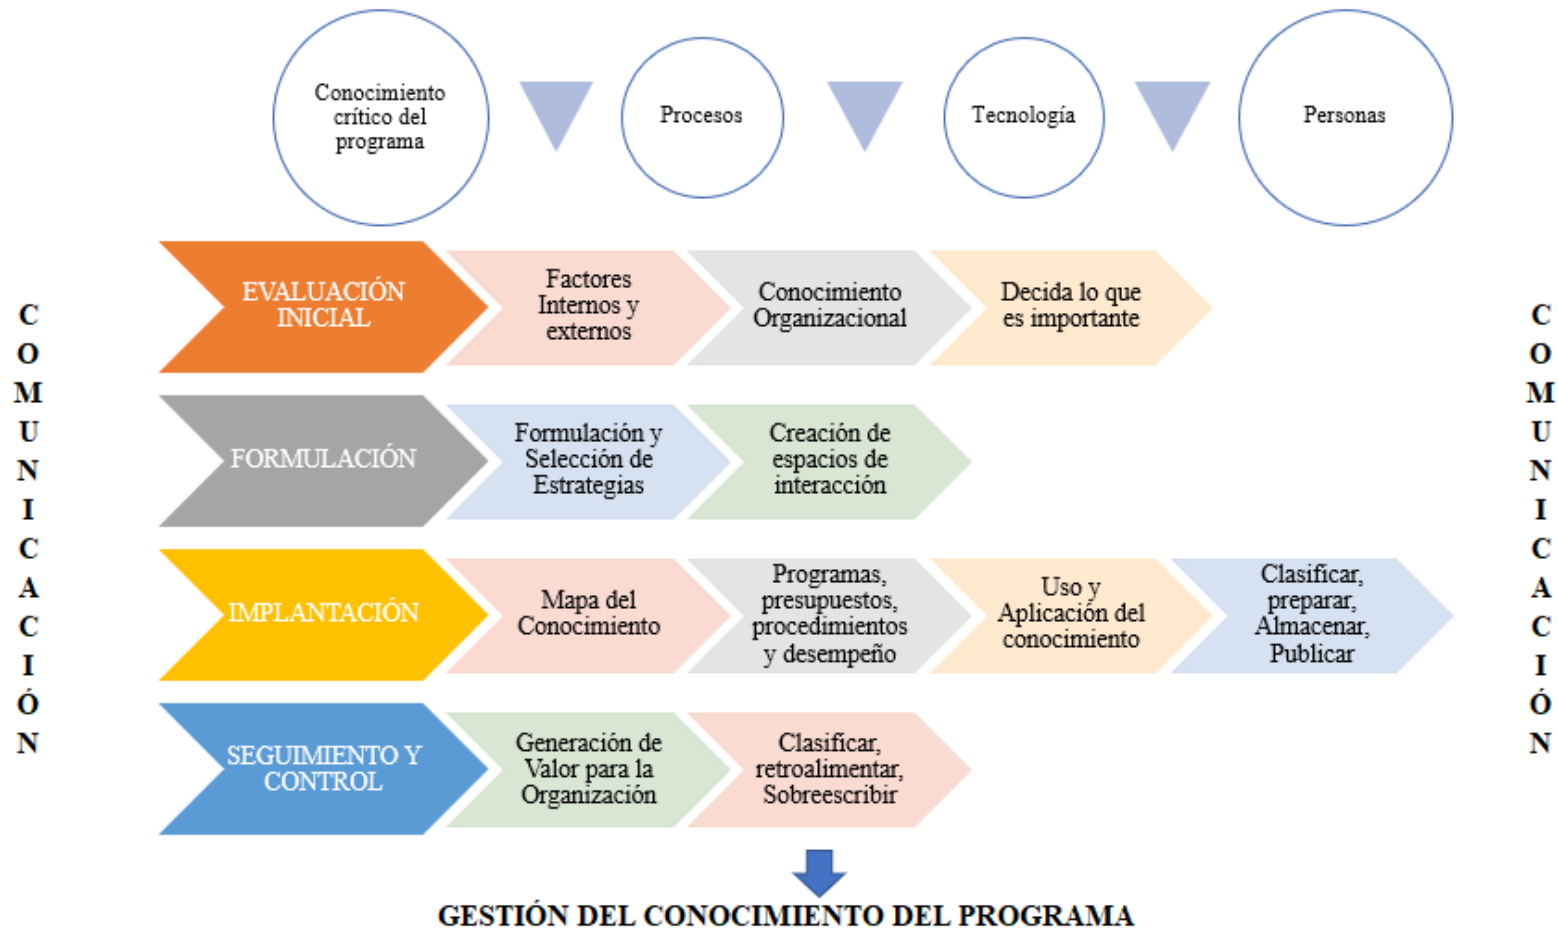 Conocimiento
crítico del
programa
Procesos
Tecnología
Personas
COMUNICACIÓN
EVALUACIÓN
INICIAL
Factores
Internos y
externos
Conocimiento
Organizacional
Decida lo que
es importante
FORMULACIÓN
Formulación y
Selección de
Estrategias
Creación de
espacios de
interacción
IMPLANTACIÓN
Mapa del
Conocimiento
Programas,
presupuestos,
procedimientos
y desempeño
Uso y
Aplicación del
conocimiento
Clasificar,
preparar,
Almacenar,
Publicar
SEGUIMIENTO Y
CONTROL
Generación de
Valor para la
Organización
Clasificar,
retroalimentar,
Sobreescribir
COMUNICACIÓN
GESTIÓN DEL CONOCIMIENTO DEL PROGRAMA